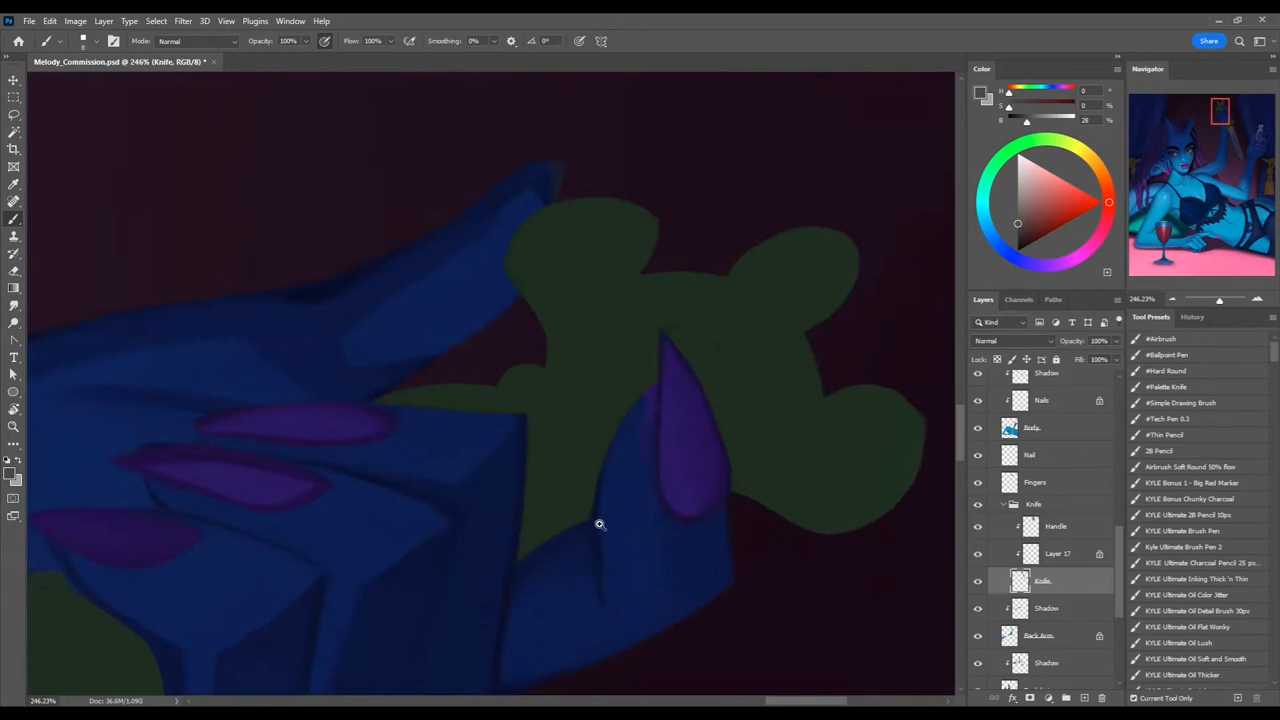 Ps File Edit Image Layer Type Select Filter 3D View Plugins Window Help
8 Mode: Normal Opacity: 100% Flow: 100% Smoothing: 0% 0° Share
Melody_Commission.psd @ 246% (Knife, RGB/8) * ×
Color
H 0 °
S 0 %
B 28 %
Navigator
246.23%
Layers Channels Paths
Kind
Normal Opacity: 100%
Lock: Fill: 100%
Shadow
Nails
Body
Nail
Fingers
Knife
Handle
Layer 17
Knife
Shadow
Back Arm
Shadow
Tool Presets History
#Airbrush
#Ballpoint Pen
#Hard Round
#Palette Knife
#Simple Drawing Brush
#Tech Pen 0.3
#Thin Pencil
2B Pencil
Airbrush Soft Round 50% flow
KYLE Bonus 1 - Big Red Marker
KYLE Bonus Chunky Charcoal
KYLE Ultimate 2B Pencil 10px
KYLE Ultimate Brush Pen
Kyle Ultimate Brush Pen 2
KYLE Ultimate Charcoal Pencil 25 px...
KYLE Ultimate Inking Thick 'n Thin
KYLE Ultimate Oil Color Jitter
KYLE Ultimate Oil Detail Brush 30px
KYLE Ultimate Oil Flat Wonky
KYLE Ultimate Oil Lush
KYLE Ultimate Oil Soft and Smooth
KYLE Ultimate Oil Thicker
Current Tool Only
246.23% Doc: 36.6M/1.09G